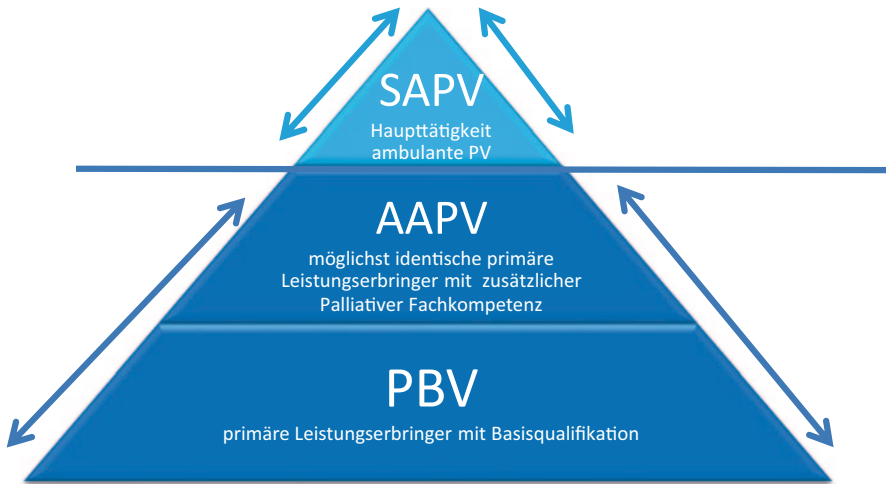 SAPV
Haupttätigkeit
ambulante PV
AAPV
möglichst identische primäre
Leistungserbringer mit zusätzlicher
Palliativer Fachkompetenz
PBV
primäre Leistungserbringer mit Basisqualifikation